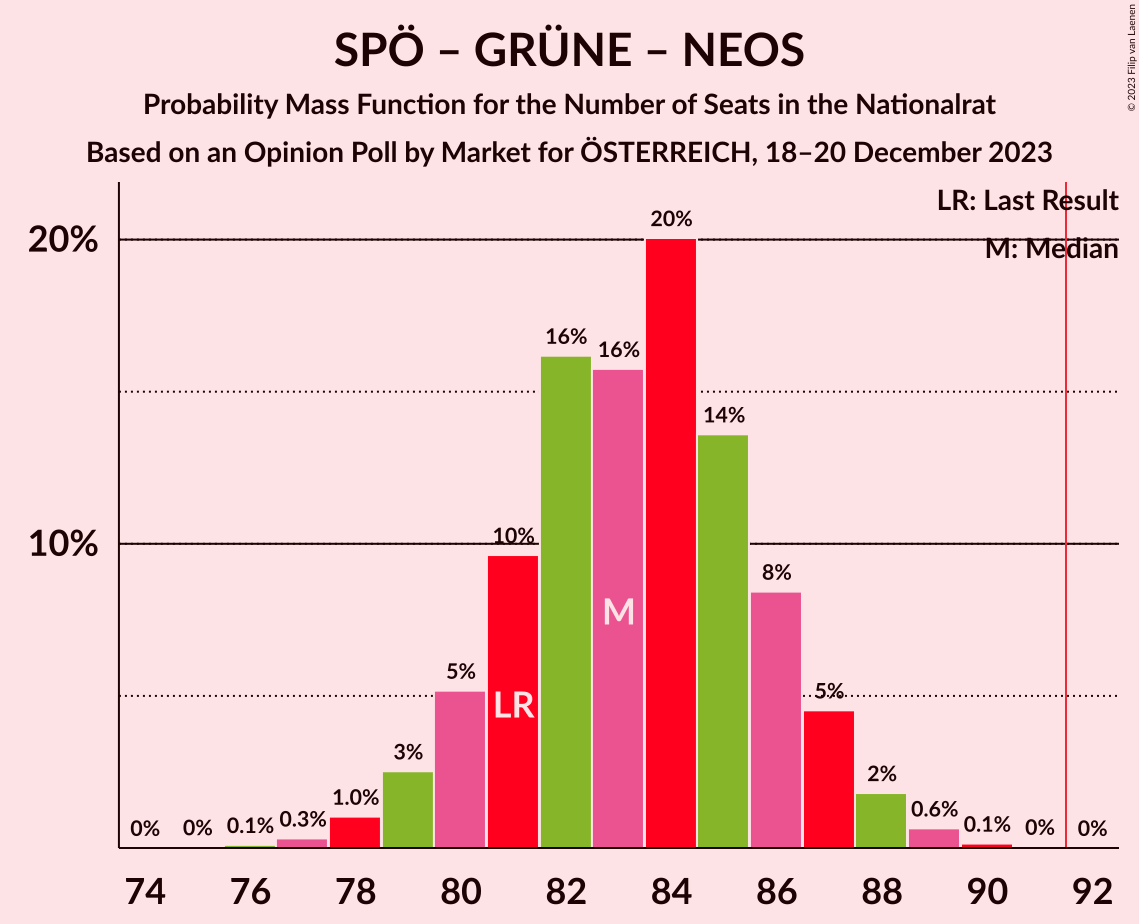 SPÖ – GRÜNE – NEOS
Probability Mass Function for the Number of Seats in the Nationalrat
Based on an Opinion Poll by Market for ÖSTERREICH, 18–20 December 2023
© 2023 Filip van Laenen
LR: Last Result
M: Median
20%
10%
0%
0%
0.1%
0.3%
1.0%
3%
5%
10%
16%
16%
20%
14%
8%
5%
2%
0.6%
0.1%
0%
0%
LR
M
74 76 78 80 82 84 86 88 90 92